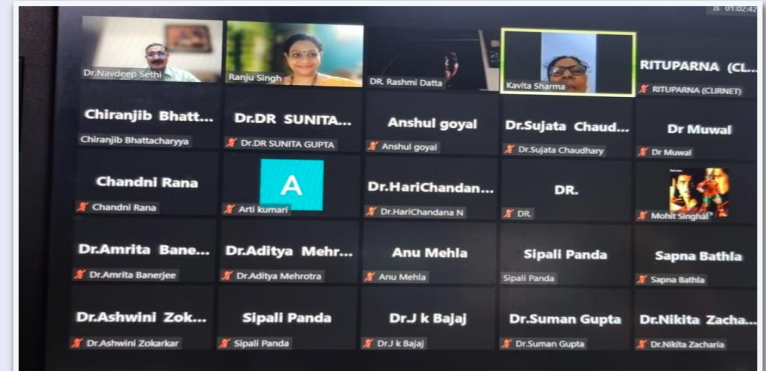 01:02:42
Dr.Navdeep Sethi
Ranju Singh
DR. Rashmi Datta
Kavita Sharma
RITUPARNA (CL...
RITUPARNA (CLIRNET)
Chiranjib Bhatt...
Dr.DR SUNITA...
Anshul goyal
Dr.Sujata Chaud...
Dr Muwal
Chiranjib Bhattacharyya
Dr.DR SUNITA GUPTA
Anshul goyal
Dr.Sujata Chaudhary
Dr Muwal
Chandni Rana
A
Dr.HariChandan...
DR.
Chandni Rana
Arti kumari
Dr.HariChandana N
DR.
Mohit Singhal
Dr.Amrita Bane...
Dr.Aditya Mehr...
Anu Mehla
Sipali Panda
Sapna Bathla
Dr.Amrita Banerjee
Dr.Aditya Mehrotra
Anu Mehla
Sipali Panda
Sapna Bathla
Dr.Ashwini Zok...
Sipali Panda
Dr.J k Bajaj
Dr.Suman Gupta
Dr.Nikita Zacha...
Dr.Ashwini Zokarkar
Sipali Panda
Dr.J k Bajaj
Dr.Suman Gupta
Dr.Nikita Zacharia